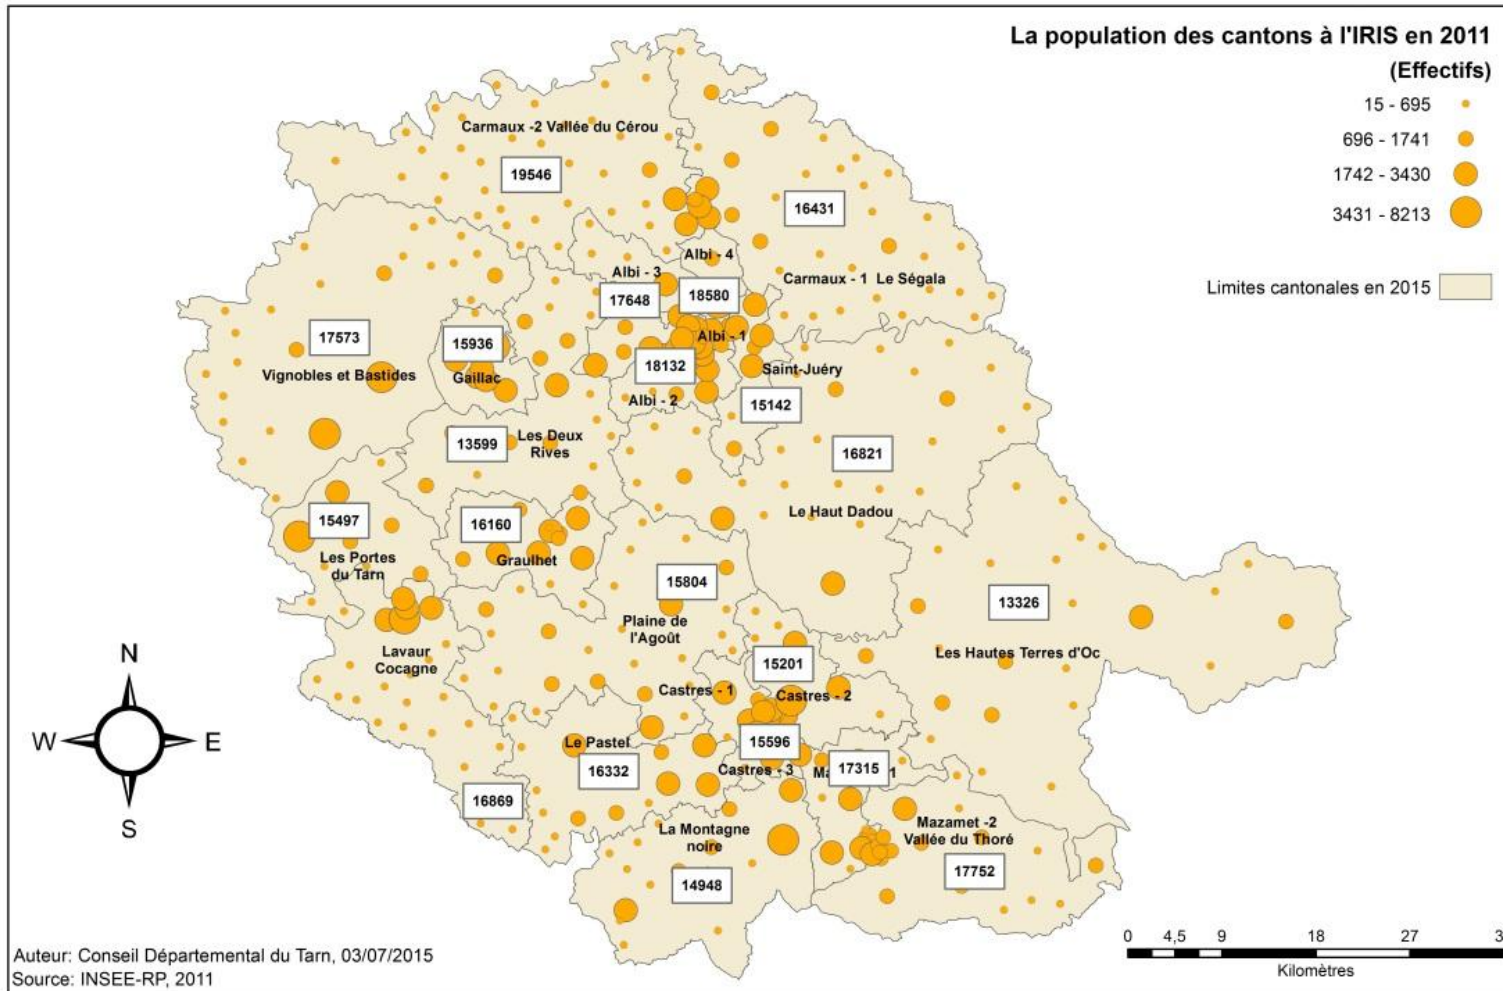 La population des cantons à l'IRIS en 2011
(Effectifs)
15 - 695
696 - 1741
1742 - 3430
3431 - 8213
Limites cantonales en 2015
Carmaux -2 Vallée du Cérou
19546
16431
Albi - 4
Albi - 3
Carmaux - 1 Le Ségala
17648
18580
17573
15936
Albi - 1
Vignobles et Bastides
Gaillac
18132
Saint-Juéry
Albi - 2
15142
13599
Les Deux
Rives
16821
15497
16160
Le Haut Dadou
Les Portes
du Tarn
Graulhet
15804
13326
Plaine de
l'Agoût
Lavaur
Cocagne
15201
Les Hautes Terres d'Oc
Castres - 1
Castres - 2
Le Pastel
15596
16332
Castres - 3
17315
1
16869
La Montagne
noire
Mazamet -2
Vallée du Thoré
14948
17752
N
W
E
S
Auteur: Conseil Départemental du Tarn, 03/07/2015
Source: INSEE-RP, 2011
0 4,5 9 18 27
Kilomètres